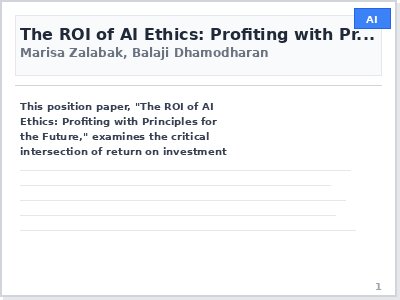 AI
The ROI of AI Ethics: Profiting with Pr...
Marisa Zalabak, Balaji Dhamodharan
This position paper, "The ROI of AI
Ethics: Profiting with Principles for
the Future," examines the critical
intersection of return on investment
1